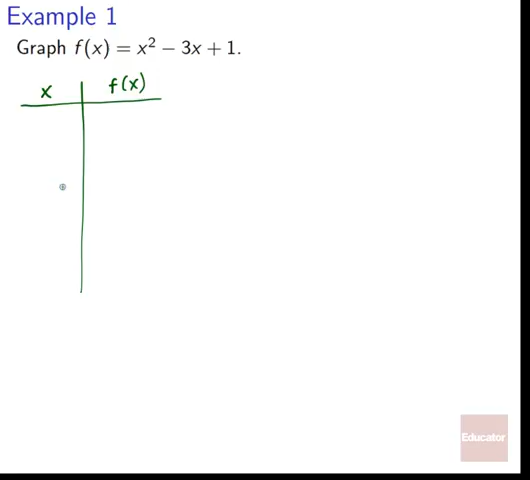 Example 1
Graph f(x) = x² − 3x + 1.
x f(x)
Educator